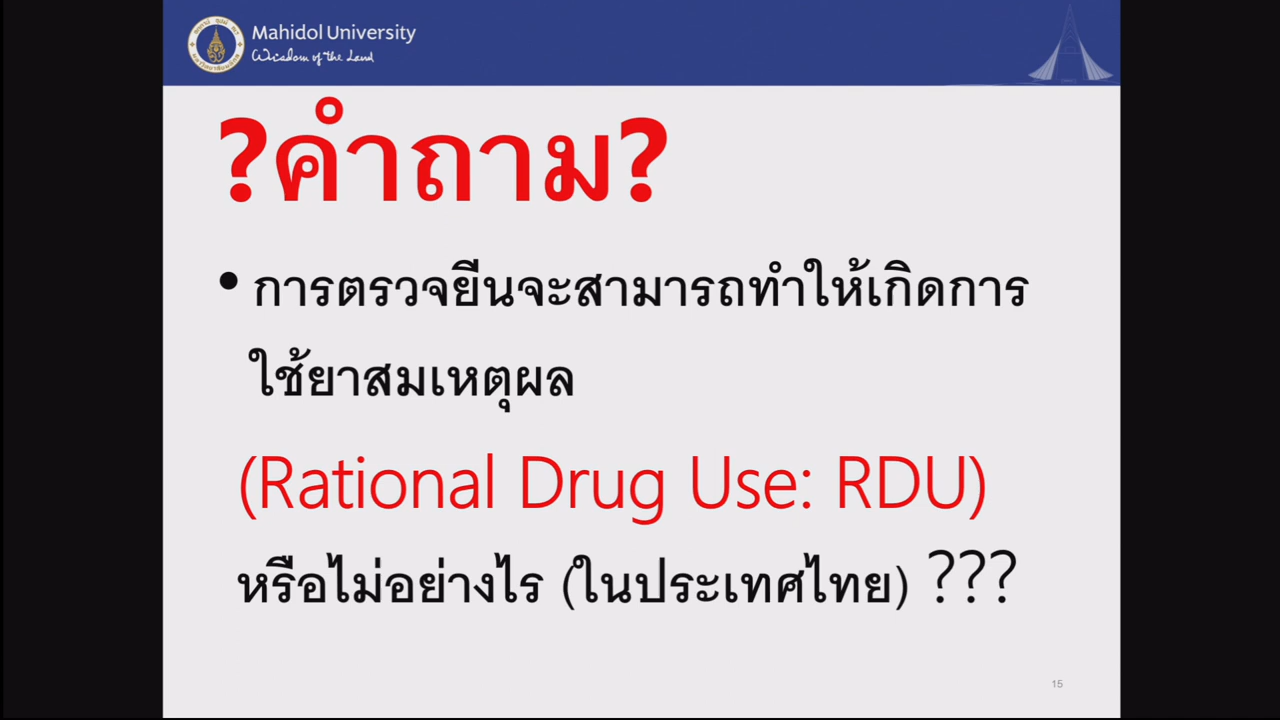 Mahidol University
Wisdom of the Land
?คำถาม?
• การตรวจยีนจะสามารถทำให้เกิดการ
ใช้ยาสมเหตุผล
(Rational Drug Use: RDU)
หรือไม่อย่างไร (ในประเทศไทย) ???
15